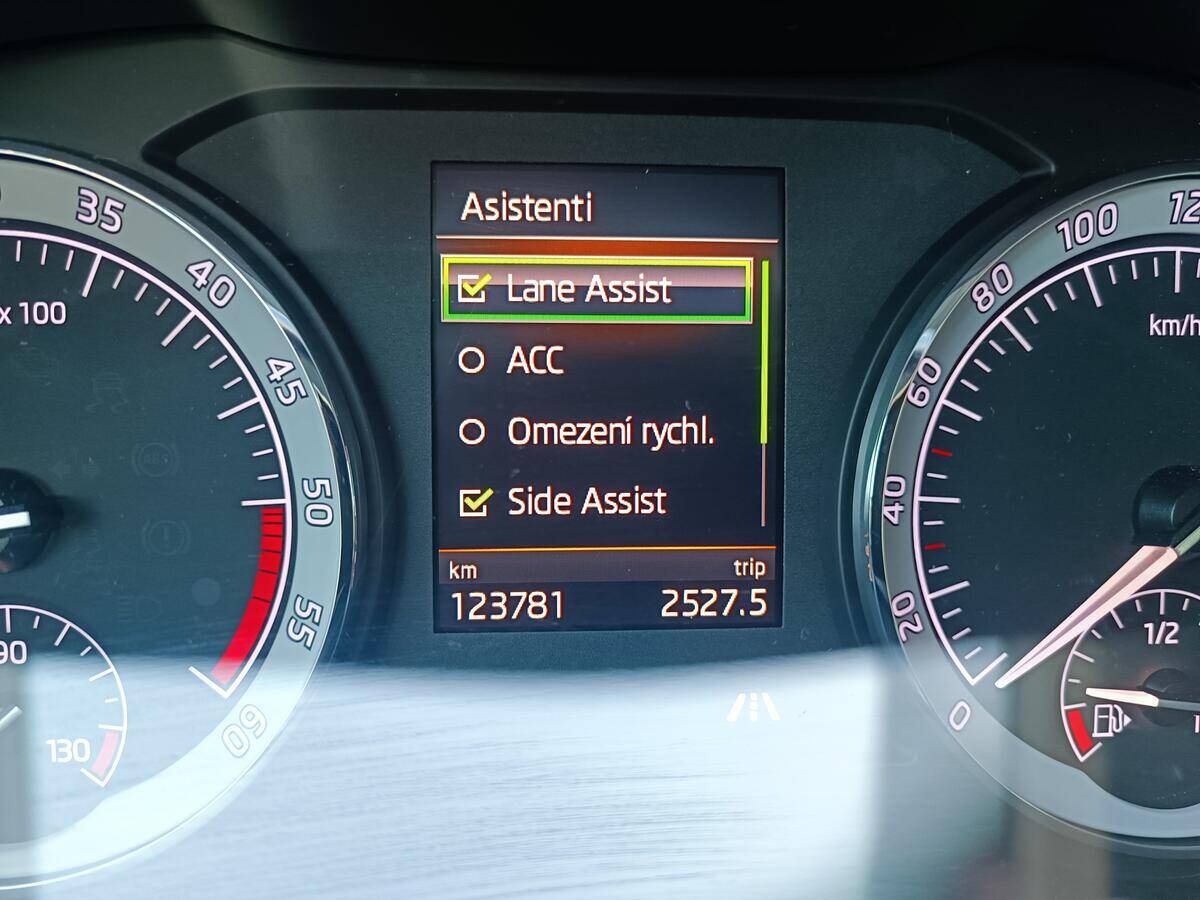 Asistenti
Lane Assist
ACC
Omezení rychl.
Side Assist
km
trip
123781
2527.5
35
40
45
50
55
60
x 100
90
130
0
20
40
60
80
100
km/h
1/2